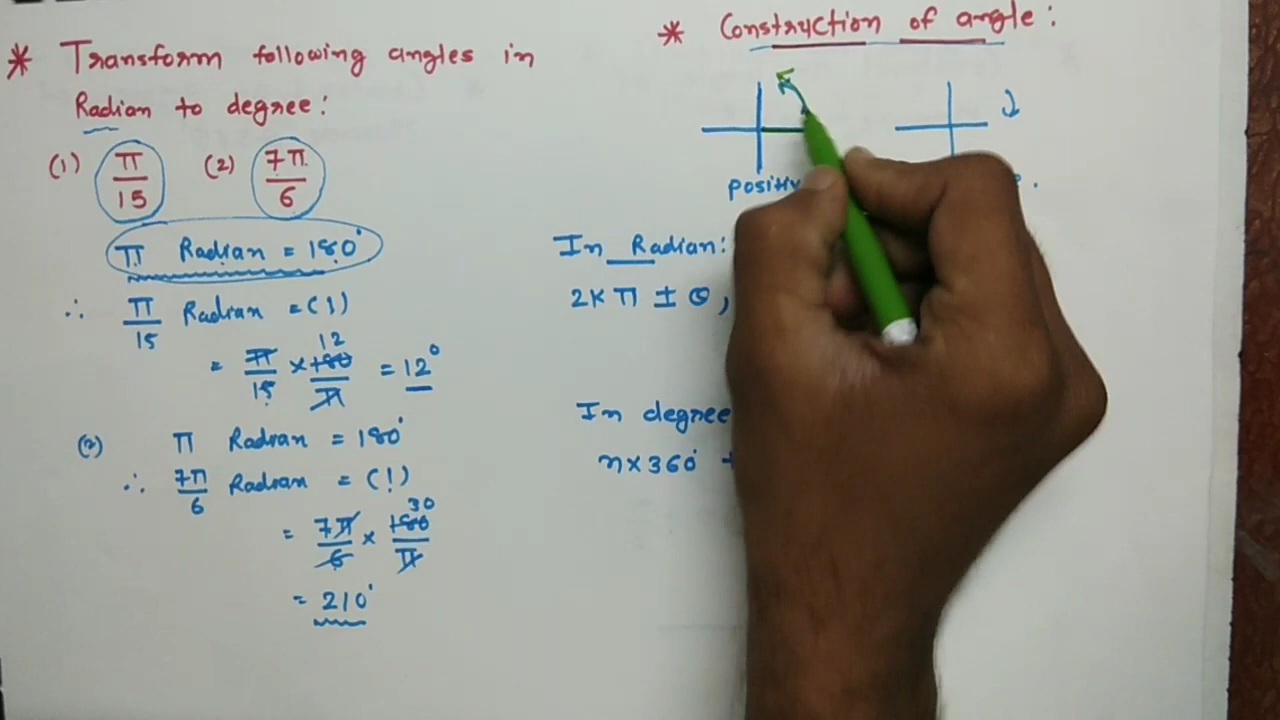 * Transform following angles in
Radian to degree:
(1) π/15 (2) 7π/6
π Radian = 180°
∴ π/15 Radian = (!)
= π/15 × 180/π 12 = 12°
(2) π Radian = 180°
∴ 7π/6 Radian = (!)
= 7π/6 × 180/π 30
= 210°
* Construction of angle:
In Radian:
2Kπ ± θ,
In degree
n×360°